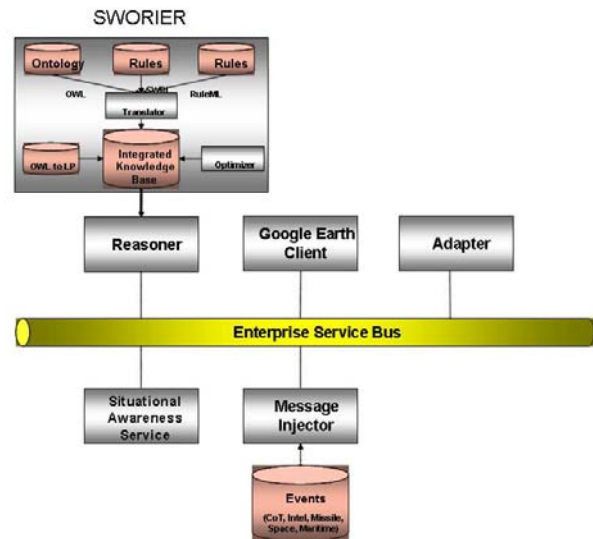 SWORIER
Ontology
Rules
Rules
OWL
SWRL
RuleML
Translator
OWL to LP
Integrated
Knowledge
Base
Optimizer
Reasoner
Google Earth
Client
Adapter
Enterprise Service Bus
Situational
Awareness
Service
Message
Injector
Events
(CoT, Intel, Missile,
Space, Maritime)